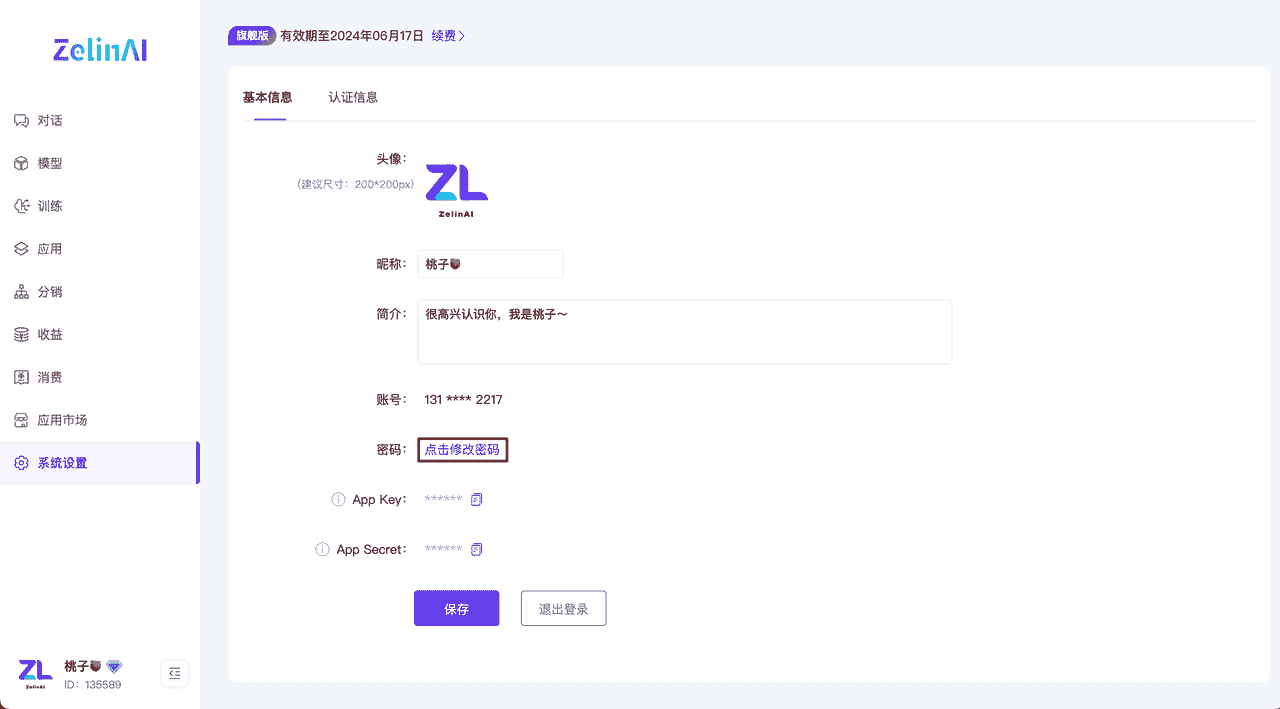 ZelinAI
对话
模型
训练
应用
分销
收益
消费
应用市场
系统设置
ZelinAI
桃子
ID：135589
旗舰版 有效期至2024年06月17日 续费
基本信息 认证信息
头像：
（建议尺寸：200*200px）
ZL
ZelinAI
昵称： 桃子
简介： 很高兴认识你，我是桃子～
账号： 131 **** 2217
密码： 点击修改密码
App Key： ******
App Secret： ******
保存 退出登录